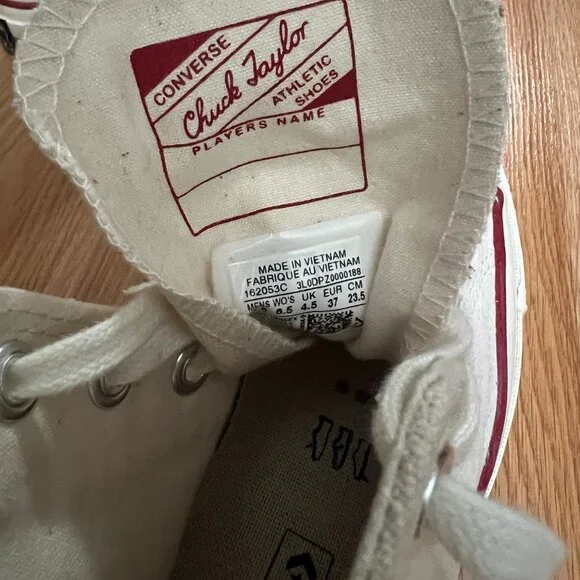 CONVERSE
Chuck Taylor
ATHLETIC
SHOES
PLAYERS NAME
MADE IN VIETNAM
FABRIQUE AU VIETNAM
162053C 3L0DPZ0000188
MENS WO'S UK EUR CM
6.5 4.5 37 23.5